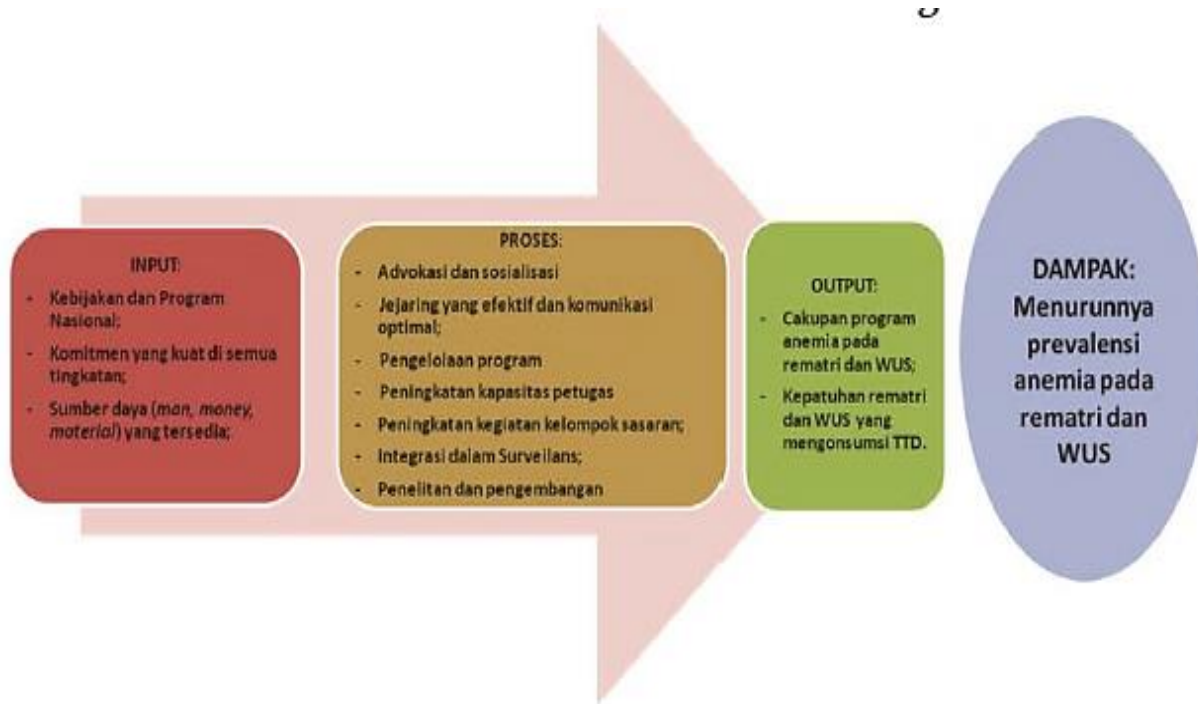 INPUT:
- Kebijakan dan Program
Nasional;
- Komitmen yang kuat di semua
tingkatan;
- Sumber daya (man, money,
material) yang tersedia;
PROSES:
- Advokasi dan sosialisasi
- Jejaring yang efektif dan komunikasi
optimal;
- Pengelolaan program
- Peningkatan kapasitas petugas
- Peningkatan kegiatan kelompok sasaran;
- Integrasi dalam Surveilans;
- Penelitan dan pengembangan
OUTPUT:
- Cakupan program
anemia pada
rematri dan WUS;
- Kepatuhan rematri
dan WUS yang
mengonsumsi TTD.
DAMPAK:
Menurunnya
prevalensi
anemia pada
rematri dan
WUS